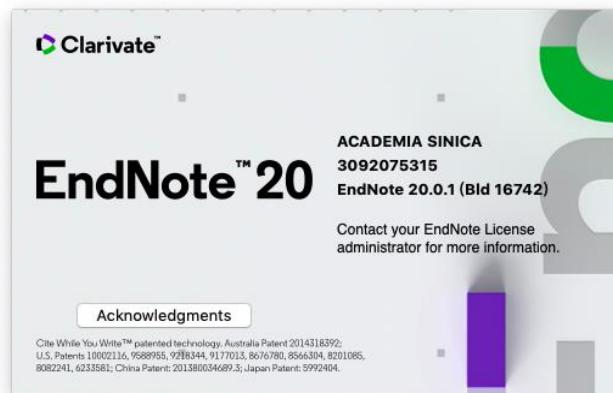 Clarivate™
ACADEMIA SINICA
3092075315
EndNote™ 20
EndNote 20.0.1 (Bld 16742)
Contact your EndNote License
administrator for more information.
Acknowledgments
Cite While You Write™ patented technology. Australia Patent 2014318392;
U.S. Patents 10002116, 9588955, 9218344, 9177013, 8676780, 8566304, 8201085,
8082241, 6233581; China Patent: 201380034689.3; Japan Patent: 5992404.